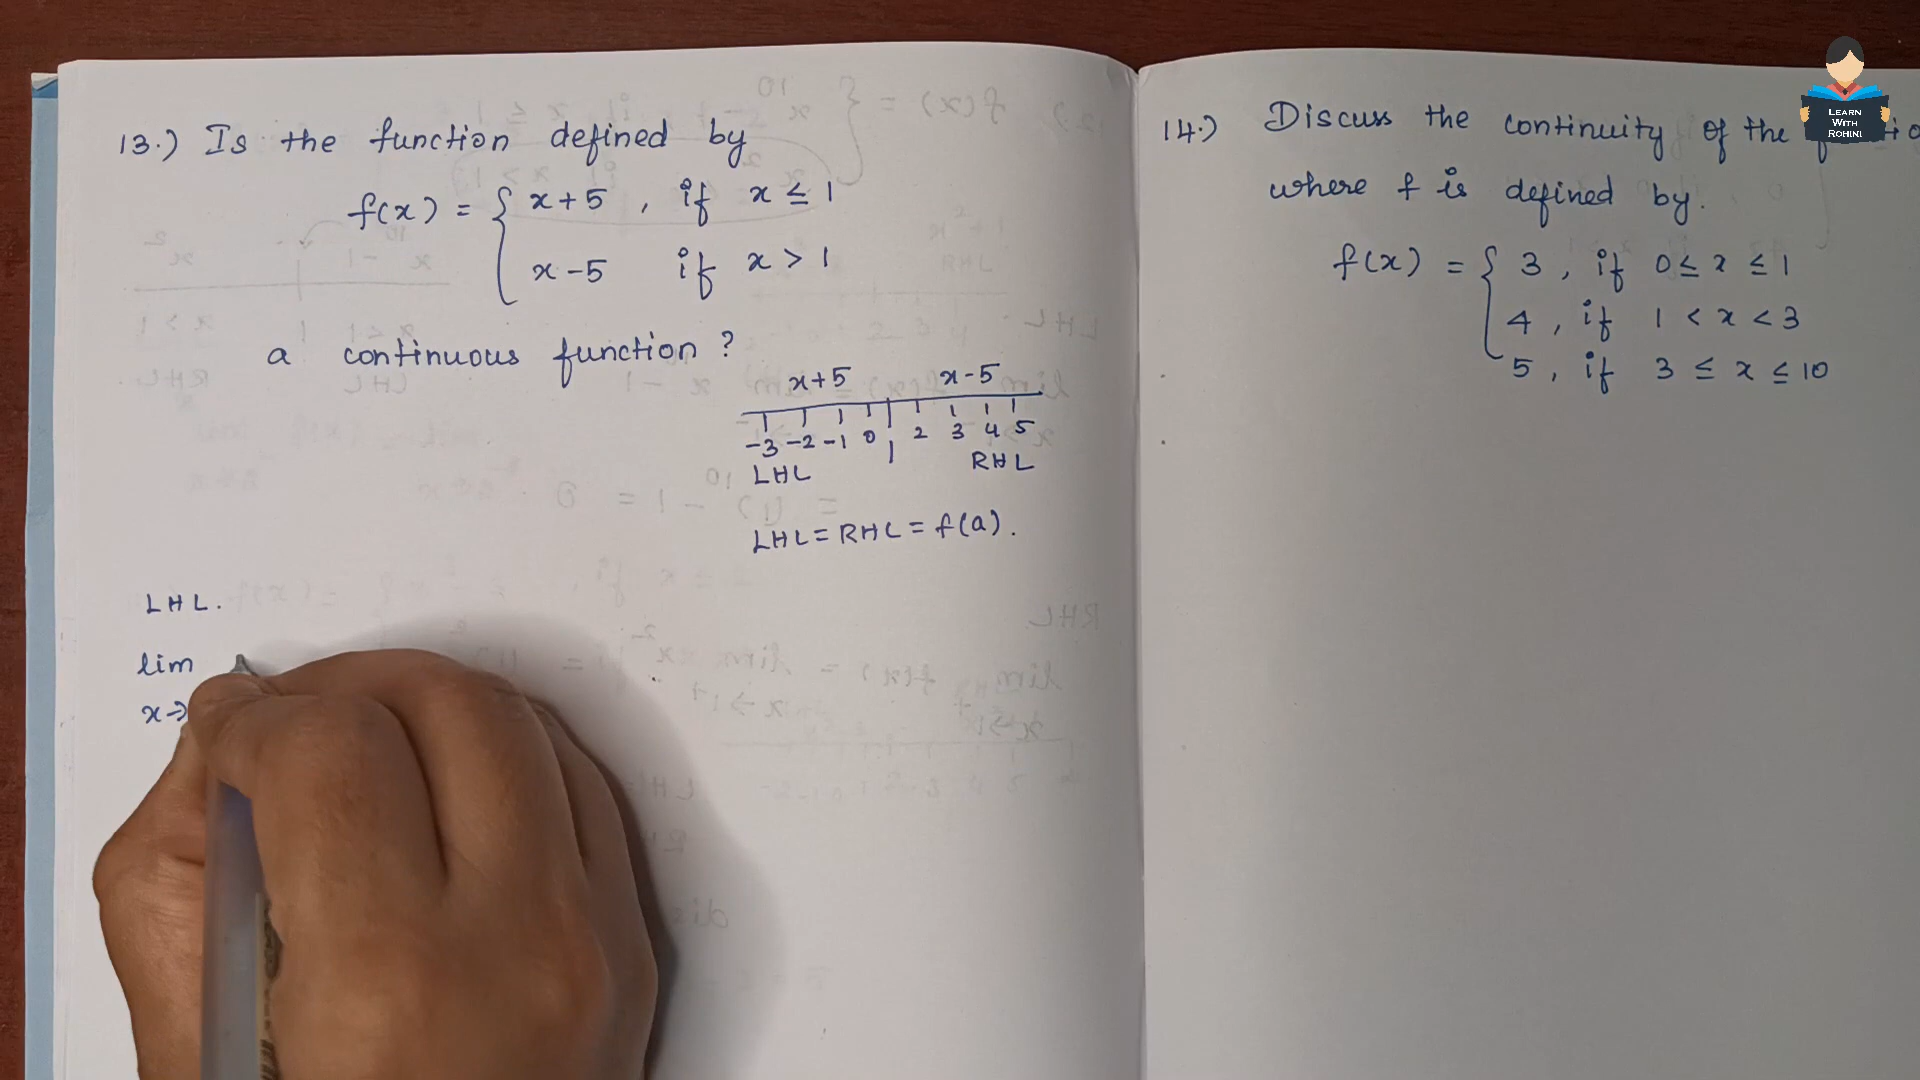 13.) Is the function defined by
f(x) = { x+5 , if x ≤ 1
x-5 if x > 1
a continuous function ?
x+5 x-5
-3 -2 -1 0 1 2 3 4 5
LHL RHL
LHL = RHL = f(a).
LHL.
lim
x→
14.) Discuss the continuity of the
where f is defined by.
f(x) = { 3 , if 0 ≤ x ≤ 1
4 , if 1 < x < 3
5 , if 3 ≤ x ≤ 10
LEARN
WITH
ROHINI